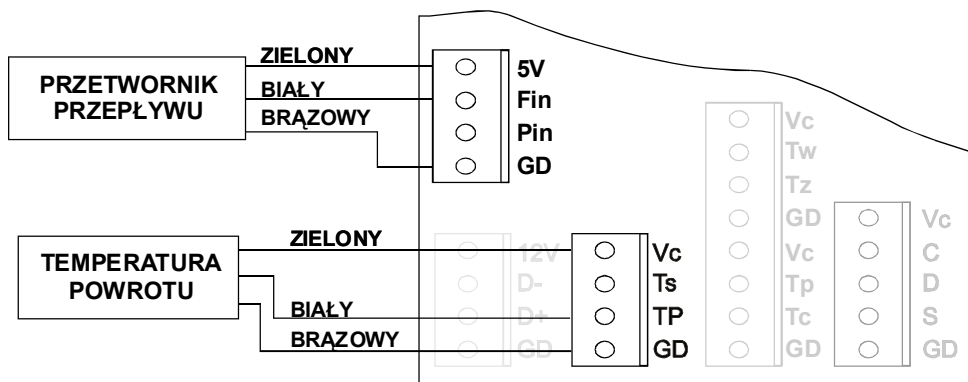 PRZETWORNIK
PRZEPŁYWU
ZIELONY
BIAŁY
BRĄZOWY
5V
Fin
Pin
GD
TEMPERATURA
POWROTU
ZIELONY
BIAŁY
BRĄZOWY
12V
D-
D+
GD
Vc
Ts
TP
GD
Vc
Tw
Tz
GD
Vc
Tp
Tc
GD
Vc
C
D
S
GD